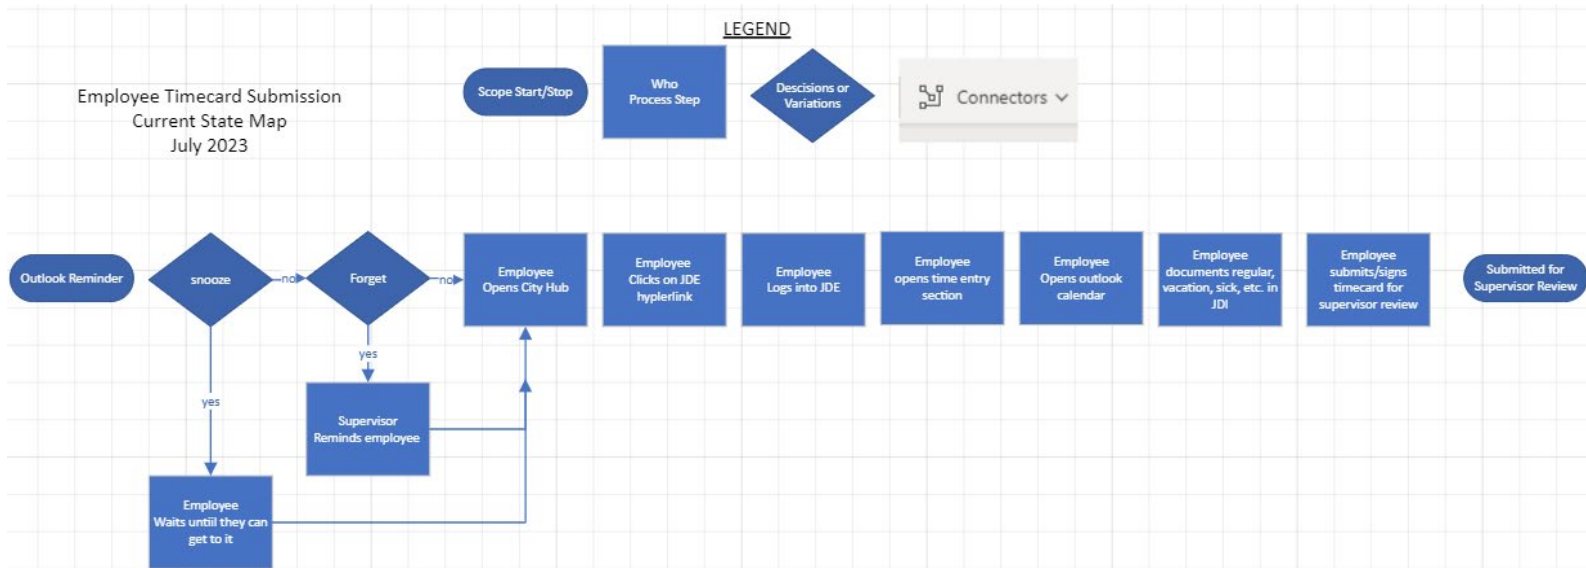 LEGEND
Employee Timecard Submission
Current State Map
July 2023
Scope Start/Stop
Who
Process Step
Descisions or
Variations
Connectors
Outlook Reminder
snooze
no
Forget
no
Employee
Opens City Hub
Employee
Clicks on JDE
hyplerlink
Employee
Logs into JDE
Employee
opens time entry
section
Employee
Opens outlook
calendar
Employee
documents regular,
vacation, sick, etc. in
JDI
Employee
submits/signs
timecard for
supervisor review
Submitted for
Supervisor Review
yes
yes
Supervisor
Reminds employee
Employee
Waits untiil they can
get to it